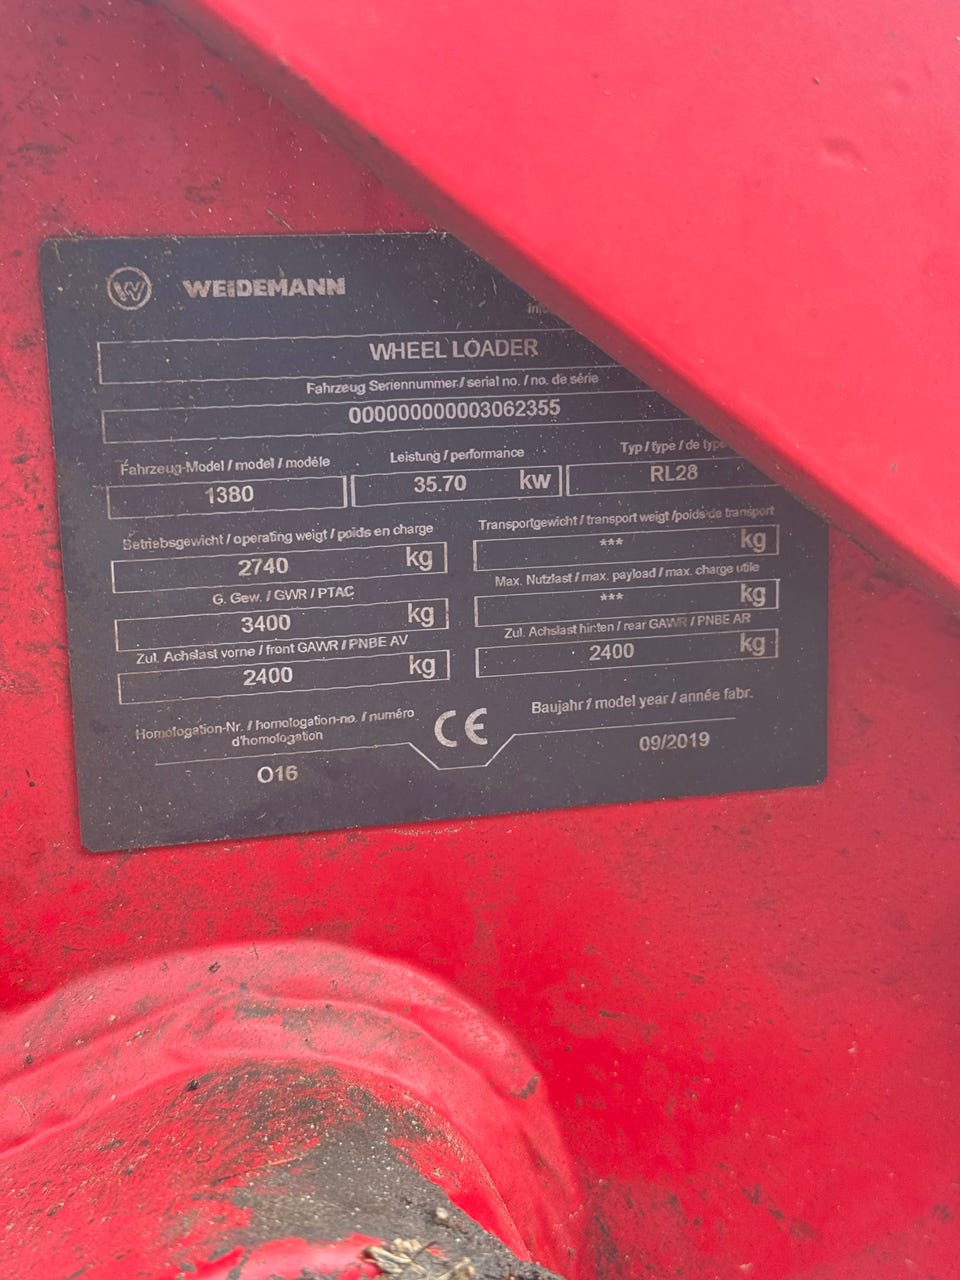 WEIDEMANN
WHEEL LOADER
Fahrzeug Seriennummer / serial no. / no. de série
000000000003062355
Fahrzeug-Model / model / modéle
Leistung / performance
Typ / type / de type
1380
35.70 kw
RL28
Betriebsgewicht / operating weigt / poids en charge
Transportgewicht / transport weigt /poids de transport
2740 kg
*** kg
G. Gew. / GWR / PTAC
Max. Nutzlast / max. payload / max. charge utile
3400 kg
*** kg
Zul. Achslast vorne / front GAWR / PNBE AV
Zul. Achslast hinten / rear GAWR / PNBE AR
2400 kg
2400 kg
Homologation-Nr. / homologation-no. / numéro
d'homologation
CE
Baujahr / model year / année fabr.
O16
09/2019